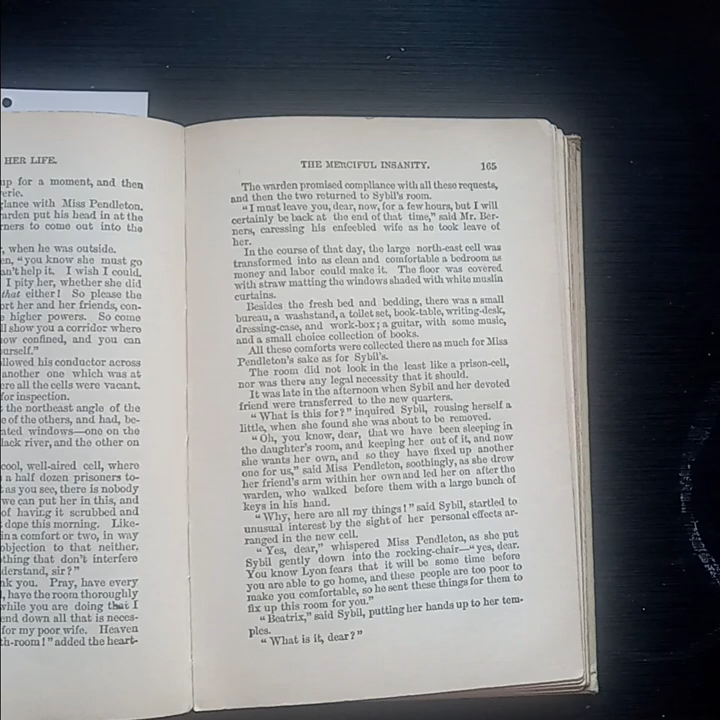 HER LIFE.
up for a moment, and then
erie.
glance with Miss Pendleton.
arden put his head in at the
rners to come out into the
, when he was outside.
en, "you know she must go
an't help it. I wish I could.
I pity her, whether she did
that either! So please the
ort her and her friends, con-
e higher powers. So come
ll show you a corridor where
now confined, and you can
ourself."
llowed his conductor across
another one which was at
ere all the cells were vacant.
for inspection.
the northeast angle of the
e of the others, and had, be-
ated windows—one on the
lack river, and the other on
cool, well-aired cell, where
a half dozen prisoners to-
as you see, there is nobody
we can put her in this, and
of having it scrubbed and
dope this morning. Like-
in a comfort or two, in way
objection to that neither,
othing that don't interfere
derstand, sir?"
nk you. Pray, have every
, have the room thoroughly
while you are doing that I
end down all that is neces-
for my poor wife. Heaven
th-room!" added the heart-
THE MERCIFUL INSANITY. 165
The warden promised compliance with all these requests,
and then the two returned to Sybil's room.
"I must leave you, dear, now, for a few hours, but I will
certainly be back at the end of that time," said Mr. Ber-
ners, caressing his enfeebled wife as he took leave of
her.
In the course of that day, the large north-east cell was
transformed into as clean and comfortable a bedroom as
money and labor could make it. The floor was covered
with straw matting the windows shaded with white muslin
curtains.
Besides the fresh bed and bedding, there was a small
bureau, a washstand, a toilet set, book-table, writing-desk,
dressing-case, and work-box; a guitar, with some music,
and a small choice collection of books.
All these comforts were collected there as much for Miss
Pendleton's sake as for Sybil's.
The room did not look in the least like a prison-cell,
nor was there any legal necessity that it should.
It was late in the afternoon when Sybil and her devoted
friend were transferred to the new quarters.
"What is this for?" inquired Sybil, rousing herself a
little, when she found she was about to be removed.
"Oh, you know, dear, that we have been sleeping in
the daughter's room, and keeping her out of it, and now
she wants her own, and so they have fixed up another
one for us," said Miss Pendleton, soothingly, as she drew
her friend's arm within her own and led her on after the
warden, who walked before them with a large bunch of
keys in his hand.
"Why, here are all my things!" said Sybil, startled to
unusual interest by the sight of her personal effects ar-
ranged in the new cell.
"Yes, dear," whispered Miss Pendleton, as she put
Sybil gently down into the rocking-chair—"yes, dear.
You know Lyon fears that it will be some time before
you are able to go home, and these people are too poor to
make you comfortable, so he sent these things for them to
fix up this room for you."
"Beatrix," said Sybil, putting her hands up to her tem-
ples.
"What is it, dear?"